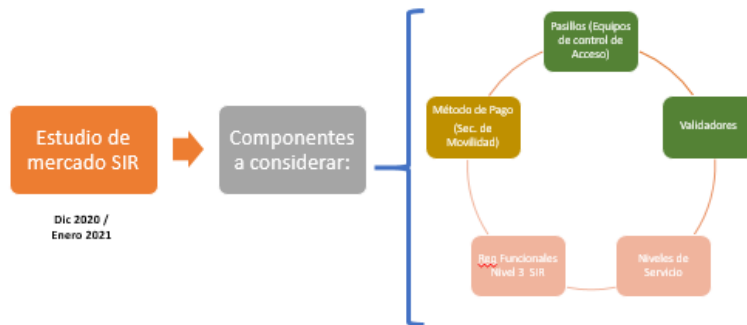 Estudio de
mercado SIR
Dic 2020 /
Enero 2021
Componentes
a considerar:
Pasillos (Equipos
de control de
Acceso)
Método de Pago
(Sec. de
Movilidad)
Validadores
Req Funcionales
Nivel 3 SIR
Niveles de
Servicio